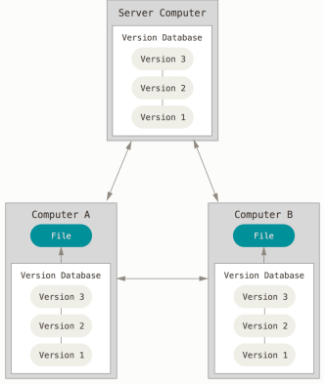 Server Computer
Version Database
Version 3
Version 2
Version 1
Computer A
File
Version Database
Version 3
Version 2
Version 1
Computer B
File
Version Database
Version 3
Version 2
Version 1